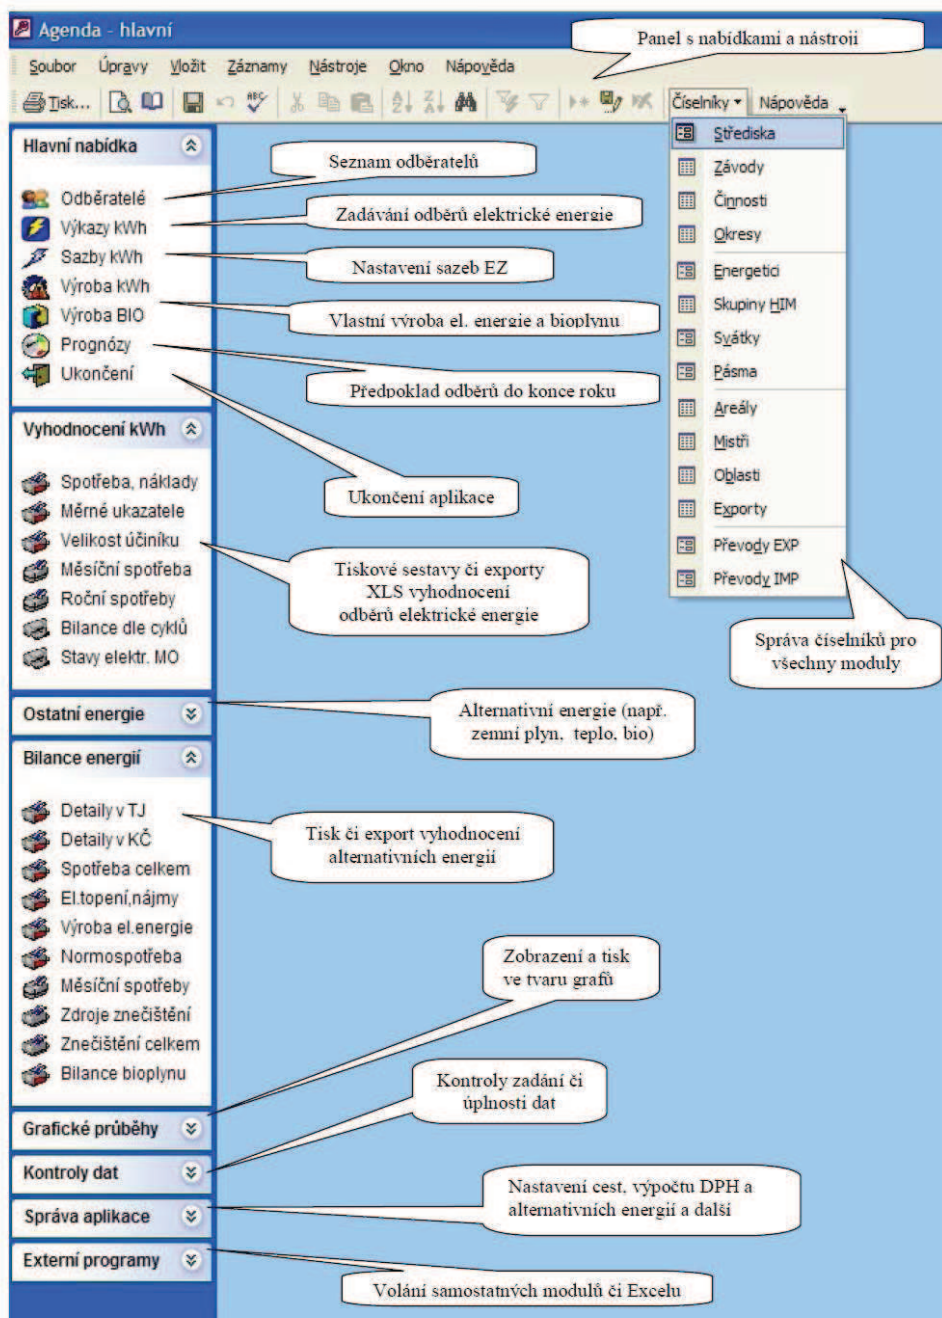 Agenda - hlavní
Panel s nabídkami a nástroji
Soubor Úpravy Vložit Záznamy Nástroje Okno Nápověda
Tisk... Číselníky Nápověda
Hlavní nabídka
Odběratelé
Výkazy kWh
Sazby kWh
Výroba kWh
Výroba BIO
Prognózy
Ukončení
Seznam odběratelů
Zadávání odběrů elektrické energie
Nastavení sazeb EZ
Vlastní výroba el. energie a bioplynu
Předpoklad odběrů do konce roku
Ukončení aplikace
Střediska
Závody
Činnosti
Okresy
Energetici
Skupiny HIM
Svátky
Pásma
Areály
Mistři
Oblasti
Exporty
Převody EXP
Převody IMP
Správa číselníků pro
všechny moduly
Vyhodnocení kWh
Spotřeba, náklady
Měrné ukazatele
Velikost účiníku
Měsíční spotřeba
Roční spotřeby
Bilance dle cyklů
Stavy elektr. MO
Tiskové sestavy či exporty
XLS vyhodnocení
odběrů elektrické energie
Ostatní energie
Alternativní energie (např.
zemní plyn, teplo, bio)
Bilance energií
Detaily v TJ
Detaily v KČ
Spotřeba celkem
El.topení,nájmy
Výroba el.energie
Normospotřeba
Měsíční spotřeby
Zdroje znečištění
Znečištění celkem
Bilance bioplynu
Tisk či export vyhodnocení
alternativních energií
Zobrazení a tisk
ve tvaru grafů
Grafické průběhy
Kontroly zadání či
úplnosti dat
Kontroly dat
Nastavení cest, výpočtu DPH a
alternativních energií a další
Správa aplikace
Externí programy
Volání samostatných modulů či Excelu